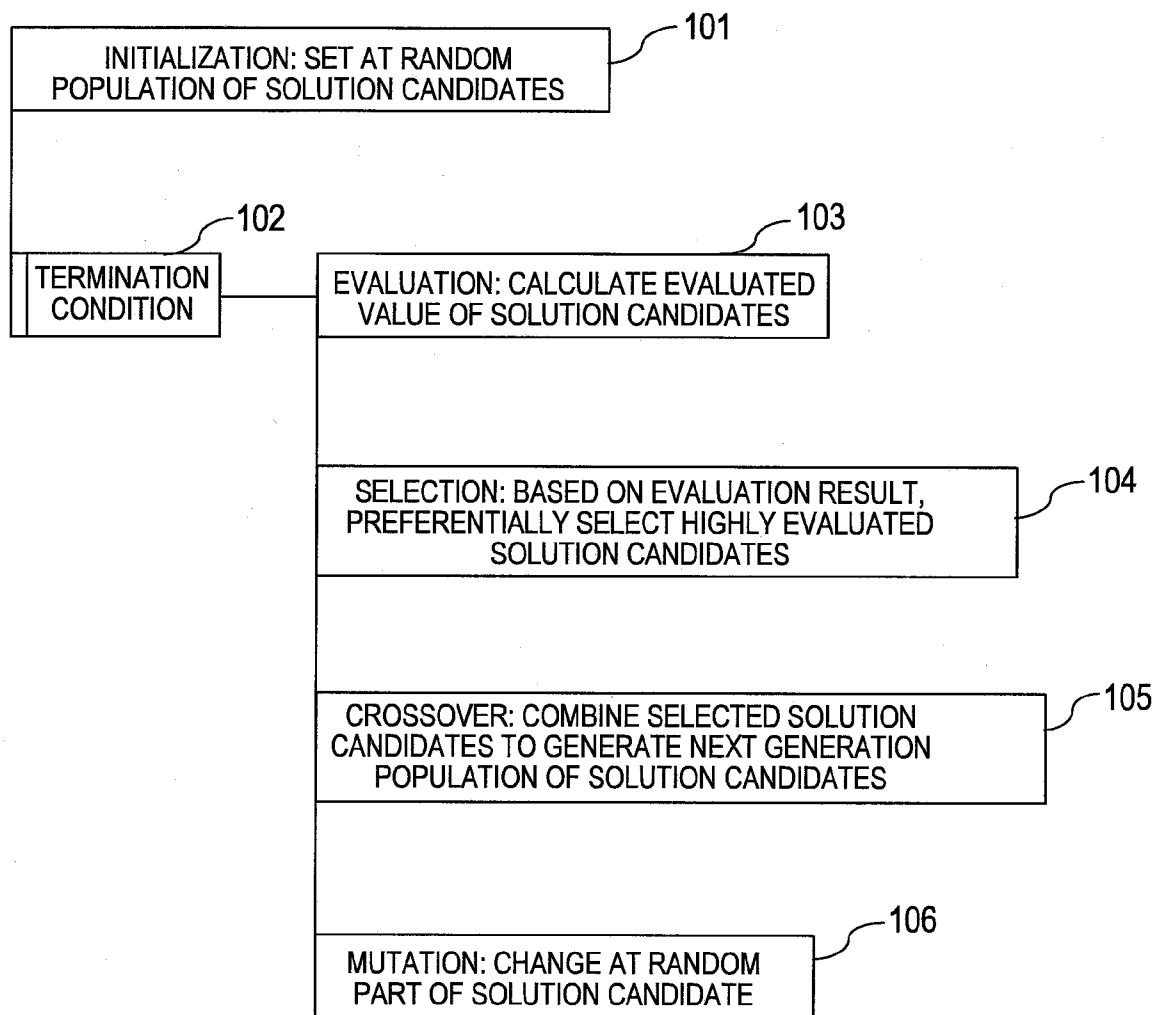 101
INITIALIZATION: SET AT RANDOM
POPULATION OF SOLUTION CANDIDATES
102
TERMINATION
CONDITION
103
EVALUATION: CALCULATE EVALUATED
VALUE OF SOLUTION CANDIDATES
104
SELECTION: BASED ON EVALUATION RESULT,
PREFERENTIALLY SELECT HIGHLY EVALUATED
SOLUTION CANDIDATES
105
CROSSOVER: COMBINE SELECTED SOLUTION
CANDIDATES TO GENERATE NEXT GENERATION
POPULATION OF SOLUTION CANDIDATES
106
MUTATION: CHANGE AT RANDOM
PART OF SOLUTION CANDIDATE